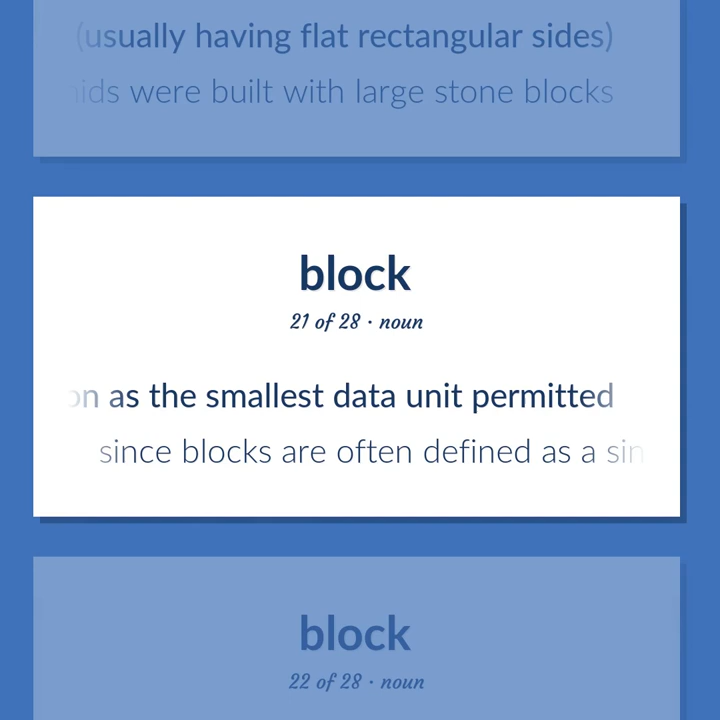 (usually having flat rectangular sides)
were built with large stone blocks
block
21 of 28 · noun
as the smallest data unit permitted
since blocks are often defined as a
block
22 of 28 · noun